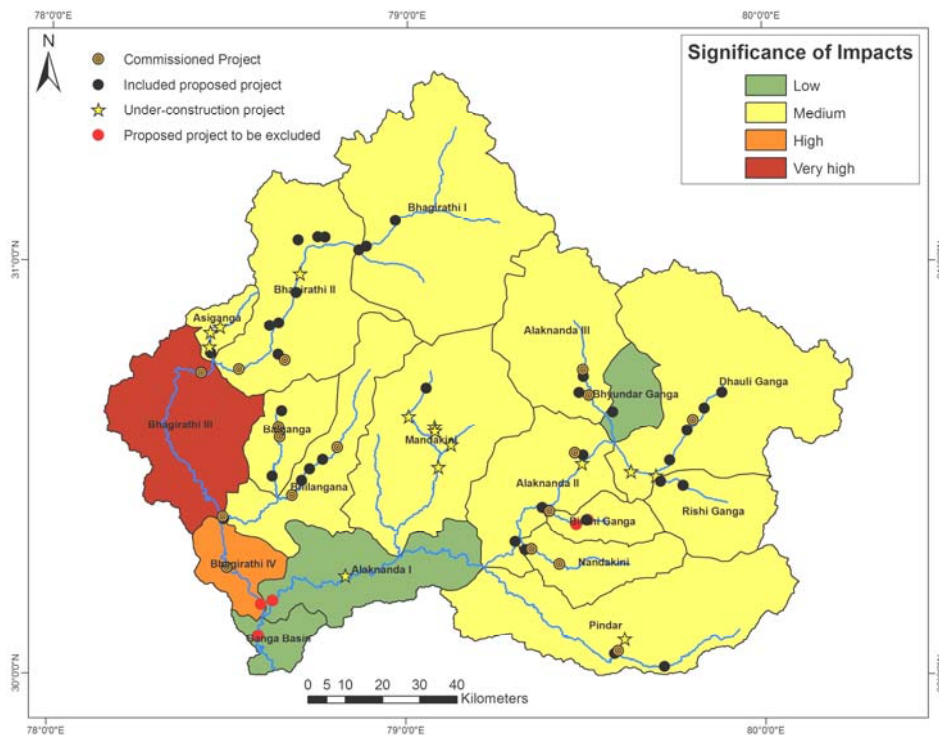 78°0'0"E
79°0'0"E
80°0'0"E
N
Commissioned Project
Included proposed project
Under-construction project
Proposed project to be excluded
Significance of Impacts
Low
Medium
High
Very high
31°0'0"N
Bhagirathi I
Bhagirathi II
Asiganga
Alaknanda III
Bhyundar Ganga
Dhauli Ganga
Bhagirathi III
Balganga
Mandakini
Bhilangana
Alaknanda II
Rishi Ganga
Birahi Ganga
Nandakini
Bhagirathi IV
Alaknanda I
Pindar
Ganga Basin
30°0'0"N
0 5 10 20 30 40
Kilometers
78°0'0"E
79°0'0"E
80°0'0"E